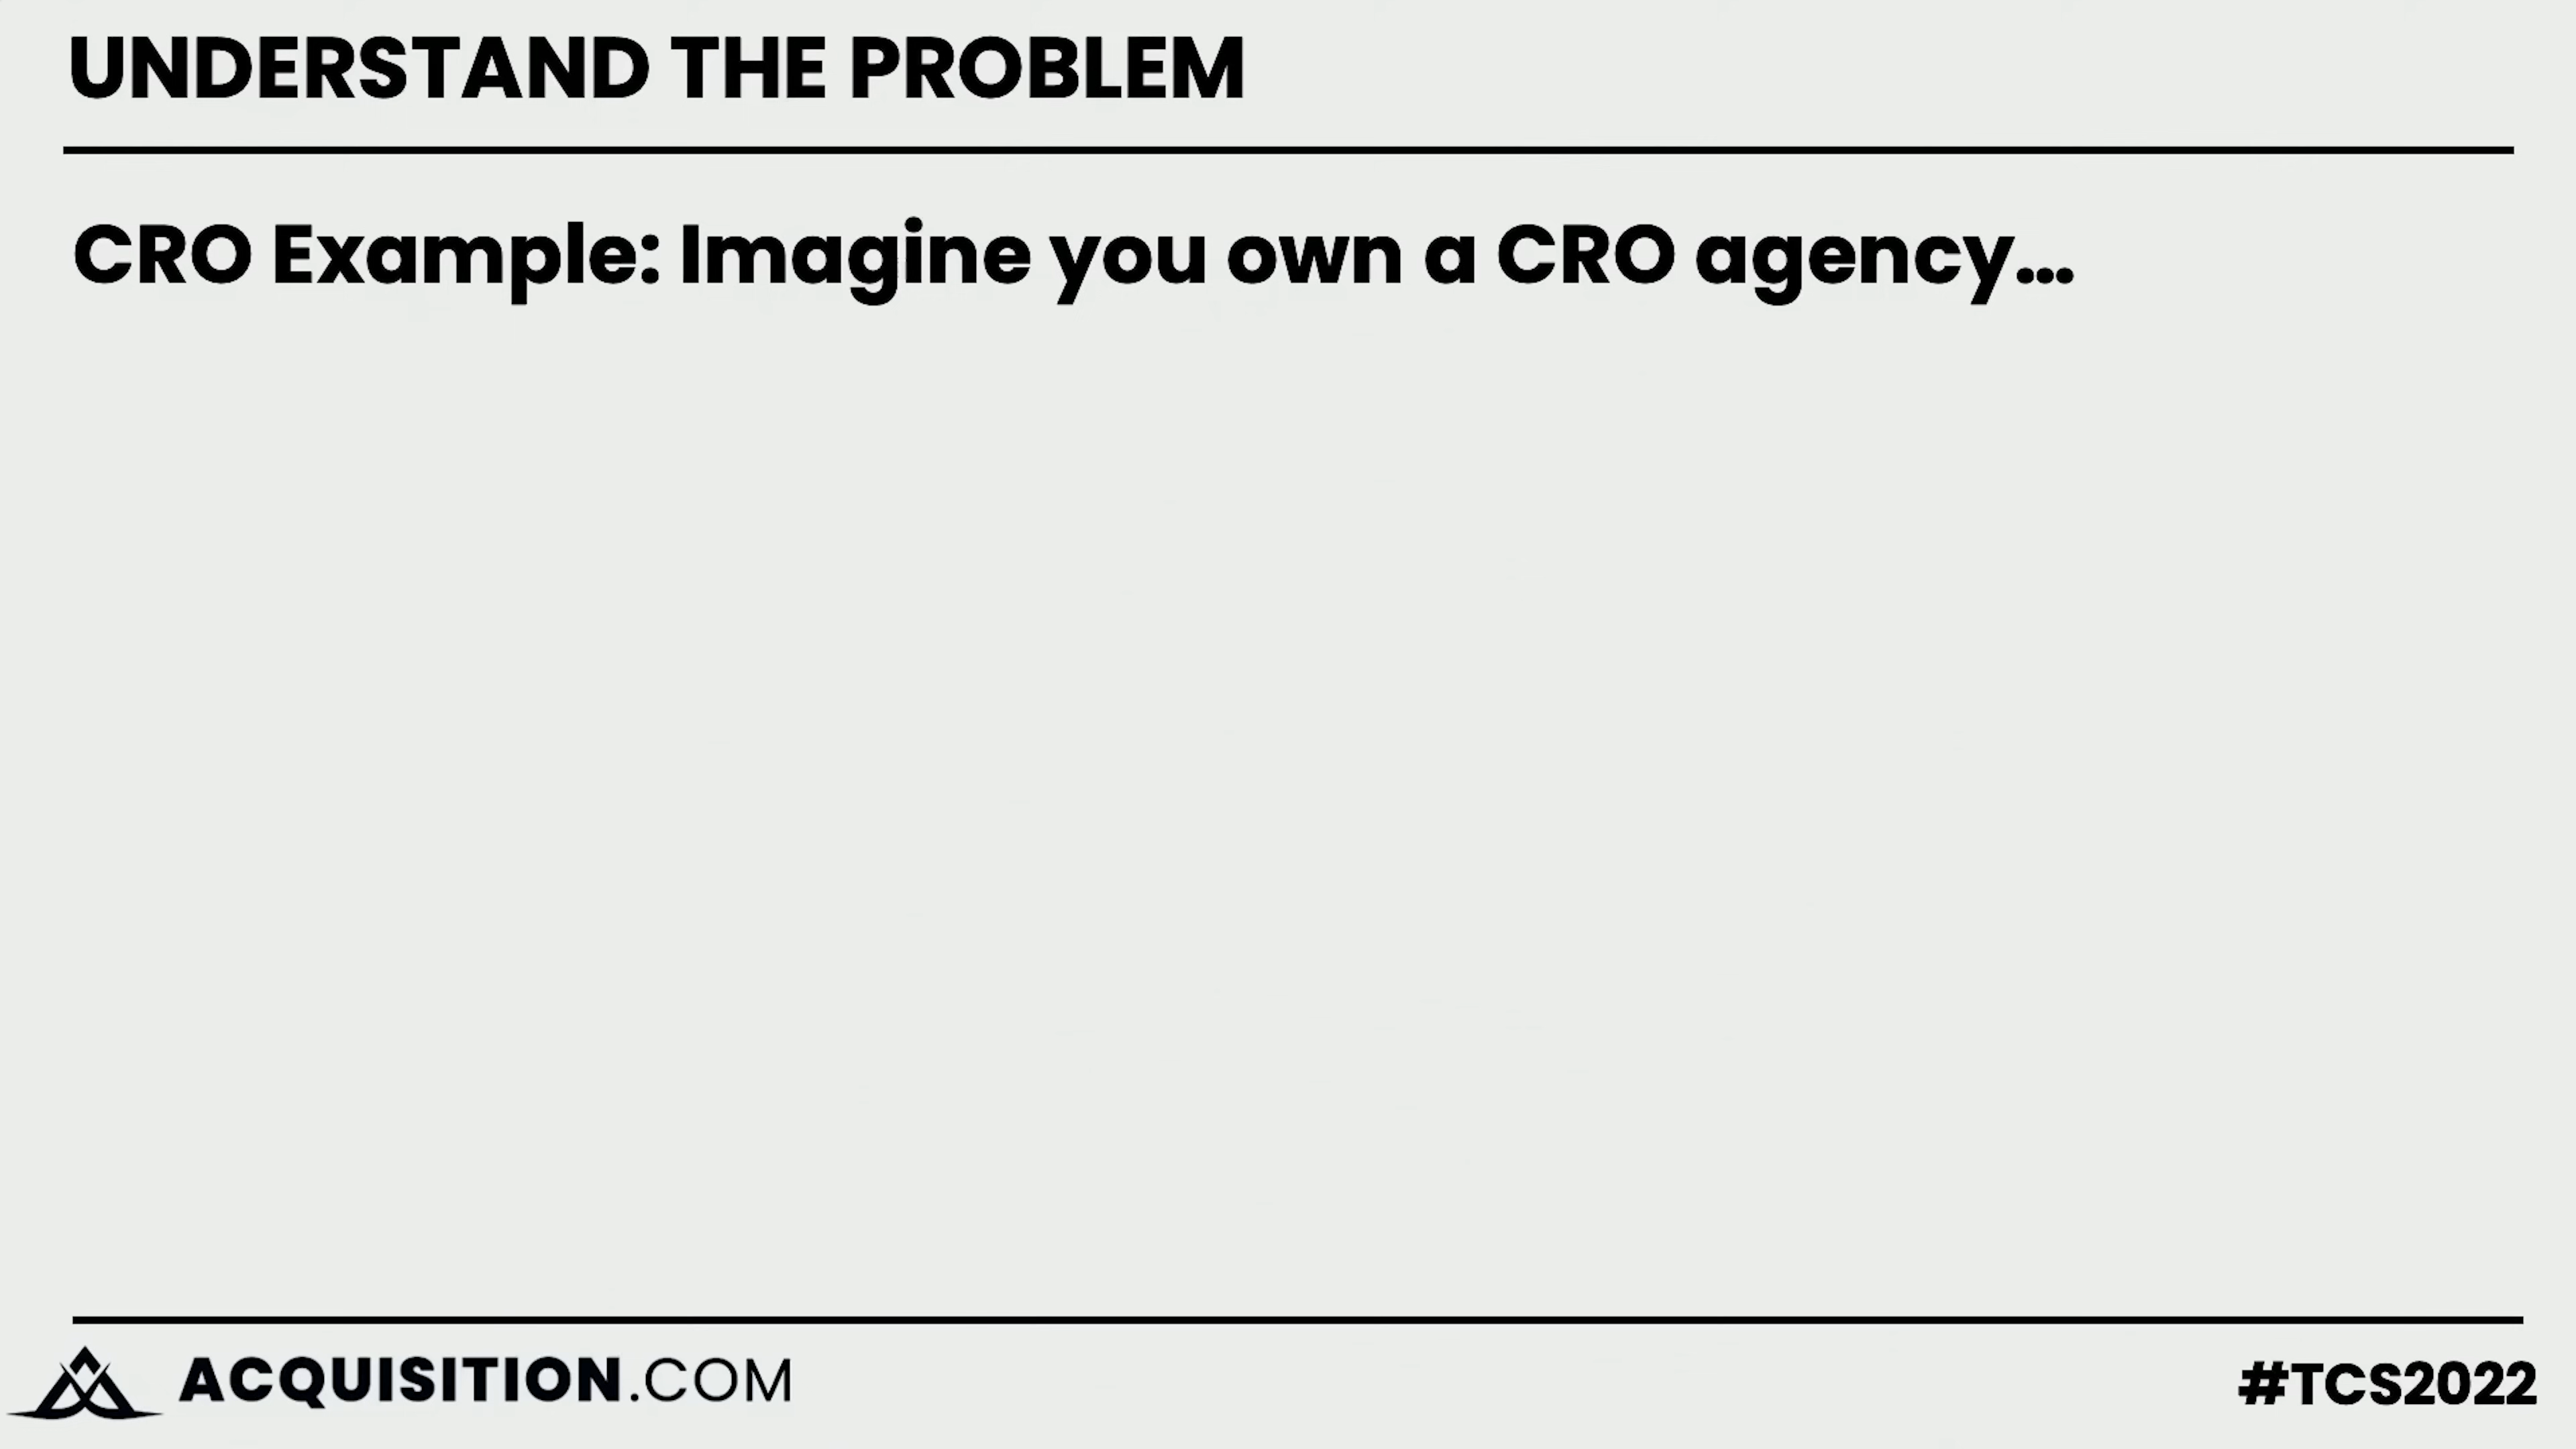 UNDERSTAND THE PROBLEM
CRO Example: Imagine you own a CRO agency...
ACQUISITION.COM
#TCS2022